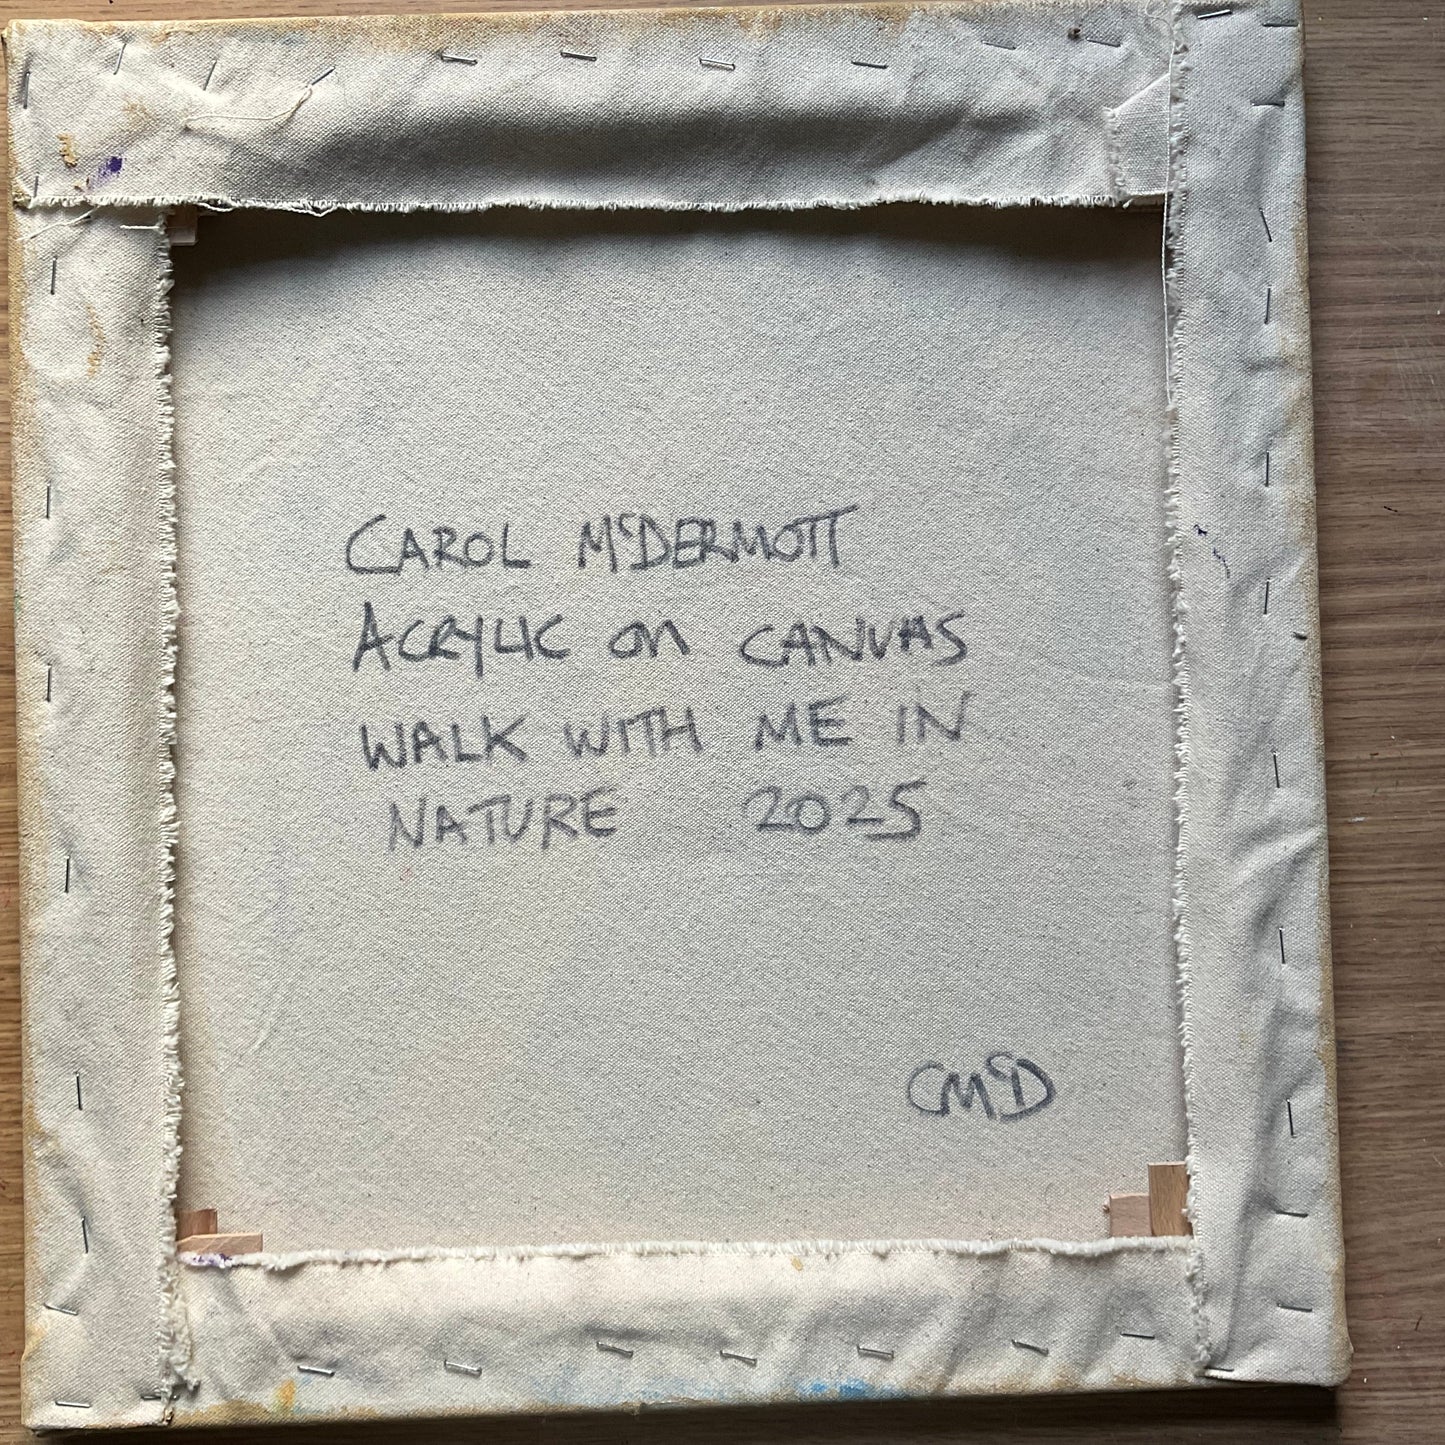 CAROL McDERMOTT
ACRYLIC ON CANVAS
WALK WITH ME IN
NATURE 2025
CMcD